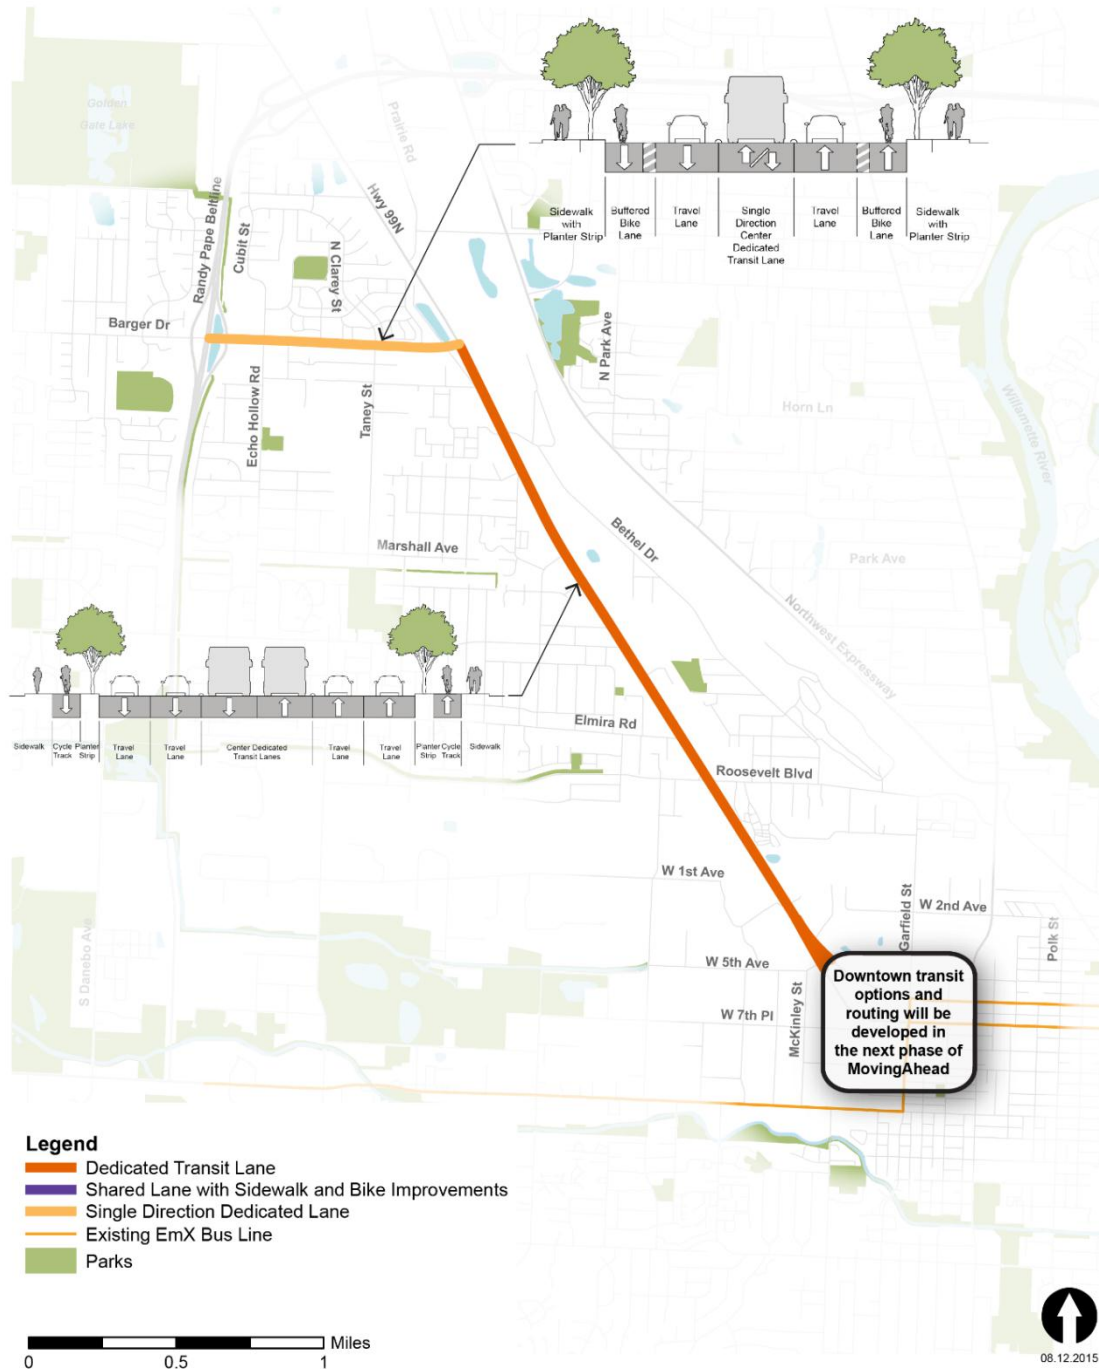 Golden
Gate Lake
Prairie Rd
Hwy 99N
Randy Pape Beltline
Cubit St
N Clarey St
Sidewalk
with
Planter Strip
Buffered
Bike
Lane
Travel
Lane
Single
Direction
Center
Dedicated
Transit Lane
Travel
Lane
Buffered
Bike
Lane
Sidewalk
with
Planter Strip
Barger Dr
Echo Hollow Rd
Taney St
N Park Ave
Horn Ln
Willamette River
Marshall Ave
Bethel Dr
Park Ave
Northwest Expressway
Sidewalk
Cycle
Track
Planter
Strip
Travel
Lane
Travel
Lane
Center Dedicated
Transit Lanes
Travel
Lane
Travel
Lane
Planter
Strip
Cycle
Track
Sidewalk
Elmira Rd
Roosevelt Blvd
W 1st Ave
Garfield St
W 2nd Ave
Polk St
S Danebo Ave
W 5th Ave
W 7th Pl
McKinley St
Downtown transit
options and
routing will be
developed in
the next phase of
MovingAhead
Legend
Dedicated Transit Lane
Shared Lane with Sidewalk and Bike Improvements
Single Direction Dedicated Lane
Existing EmX Bus Line
Parks
Miles
0 0.5 1
08.12.2015